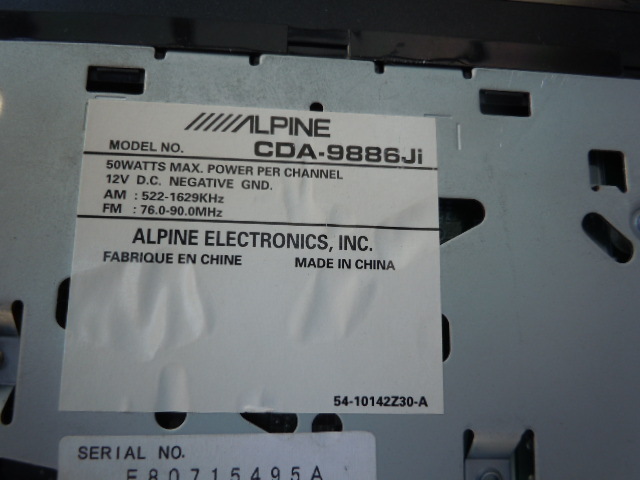 ALPINE
MODEL NO. CDA-9886Ji
50WATTS MAX. POWER PER CHANNEL
12V D.C. NEGATIVE GND.
AM : 522-1629KHz
FM : 76.0-90.0MHz
ALPINE ELECTRONICS, INC.
FABRIQUE EN CHINE MADE IN CHINA
54-10142Z30-A
SERIAL NO.
E80715495A